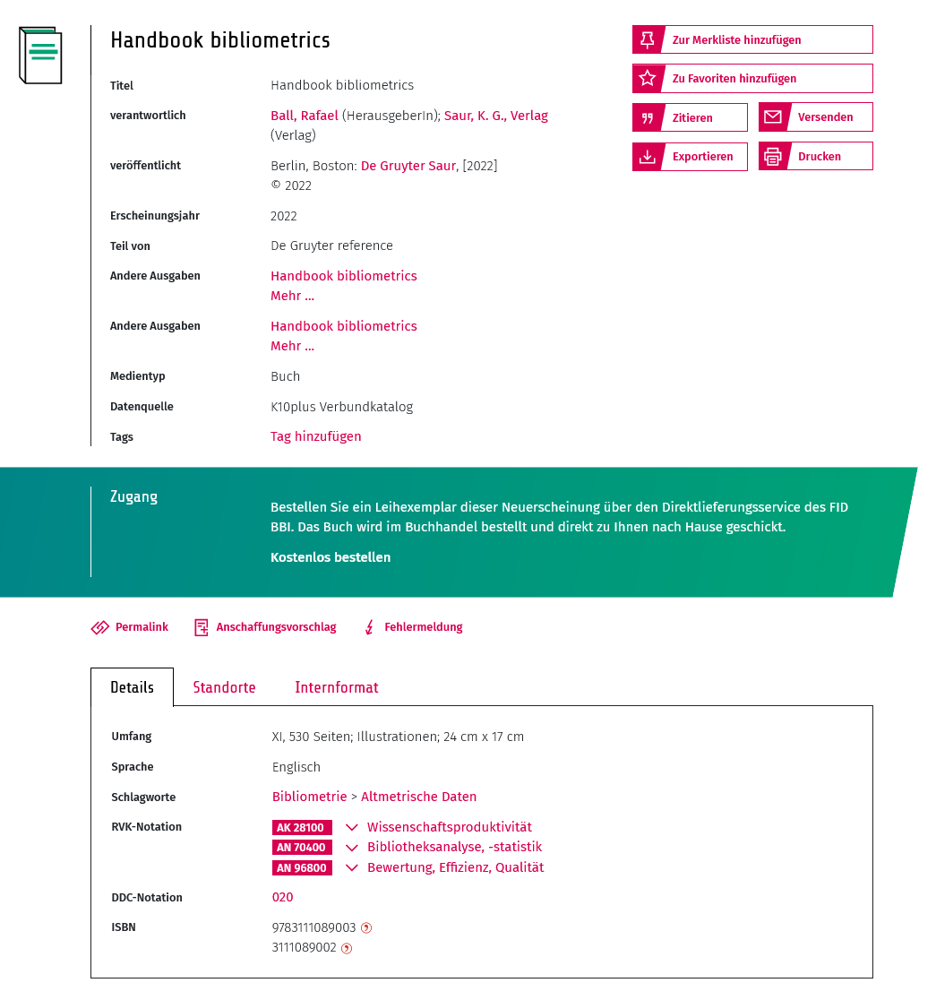 Handbook bibliometrics
Zur Merkliste hinzufügen
Zu Favoriten hinzufügen
Zitieren
Versenden
Exportieren
Drucken
Titel
Handbook bibliometrics
verantwortlich
Ball, Rafael (HerausgeberIn); Saur, K. G., Verlag
(Verlag)
veröffentlicht
Berlin, Boston: De Gruyter Saur, [2022]
© 2022
Erscheinungsjahr
2022
Teil von
De Gruyter reference
Andere Ausgaben
Handbook bibliometrics
Mehr ...
Andere Ausgaben
Handbook bibliometrics
Mehr ...
Medientyp
Buch
Datenquelle
K10plus Verbundkatalog
Tags
Tag hinzufügen
Zugang
Bestellen Sie ein Leihexemplar dieser Neuerscheinung über den Direktlieferungsservice des FID
BBI. Das Buch wird im Buchhandel bestellt und direkt zu Ihnen nach Hause geschickt.
Kostenlos bestellen
Permalink
Anschaffungsvorschlag
Fehlermeldung
Details
Standorte
Internformat
Umfang
XI, 530 Seiten; Illustrationen; 24 cm x 17 cm
Sprache
Englisch
Schlagworte
Bibliometrie > Altmetrische Daten
RVK-Notation
AK 28100 Wissenschaftsproduktivität
AN 70400 Bibliotheksanalyse, -statistik
AN 96800 Bewertung, Effizienz, Qualität
DDC-Notation
020
ISBN
9783111089003
3111089002